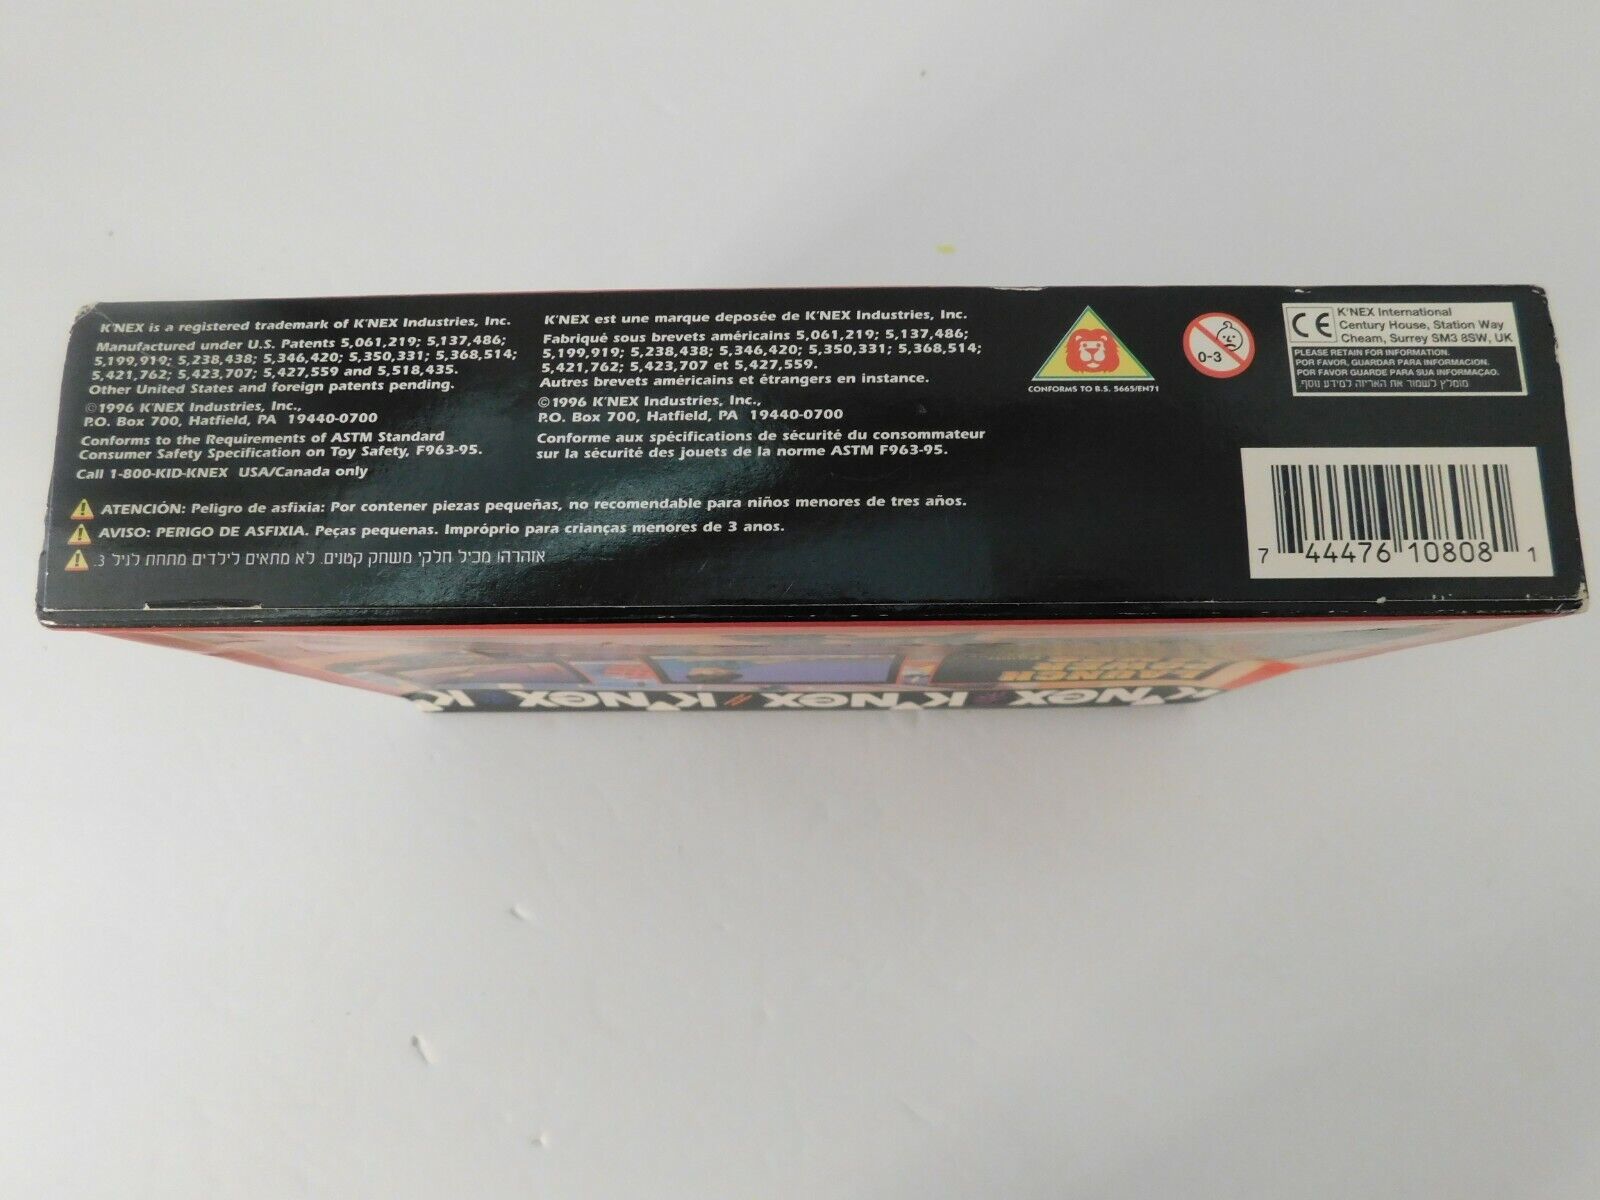 K'NEX is a registered trademark of K'NEX Industries, Inc.
Manufactured under U.S. Patents 5,061,219; 5,137,486;
5,199,919; 5,238,438; 5,346,420; 5,350,331; 5,368,514;
5,421,762; 5,423,707; 5,427,559 and 5,518,435.
Other United States and foreign patents pending.
©1996 K'NEX Industries, Inc.,
P.O. Box 700, Hatfield, PA 19440-0700
Conforms to the Requirements of ASTM Standard
Consumer Safety Specification on Toy Safety, F963-95.
Call 1-800-KID-KNEX USA/Canada only
K'NEX est une marque deposée de K'NEX Industries, Inc.
Fabriqué sous brevets américains 5,061,219; 5,137,486;
5,199,919; 5,238,438; 5,346,420; 5,350,331; 5,368,514;
5,421,762; 5,423,707 et 5,427,559.
Autres brevets américains et étrangers en instance.
©1996 K'NEX Industries, Inc.,
P.O. Box 700, Hatfield, PA 19440-0700
Conforme aux spécifications de sécurité du consommateur
sur la sécurité des jouets de la norme ASTM F963-95.
ATENCIÓN: Peligro de asfixia: Por contener piezas pequeñas, no recomendable para niños menores de tres años.
AVISO: PERIGO DE ASFIXIA. Peças pequenas. Impróprio para crianças menores de 3 anos.
אזהרה! מכיל חלקי משחק קטנים. לא מתאים לילדים מתחת לגיל 3.
CONFORMS TO B.S. 5665/EN71
0-3
CE
K'NEX International
Century House, Station Way
Cheam, Surrey SM3 8SW, UK
PLEASE RETAIN FOR INFORMATION.
POR FAVOR, GUARDAR PARA INFORMACION.
POR FAVOR GUARDE PARA SUA INFORMAÇAO.
מומלץ לשמור את האריזה למידע נוסף.
7 44476 10808 1
LAUNCH
POWER
K'NEX K'NEX K'NEX K